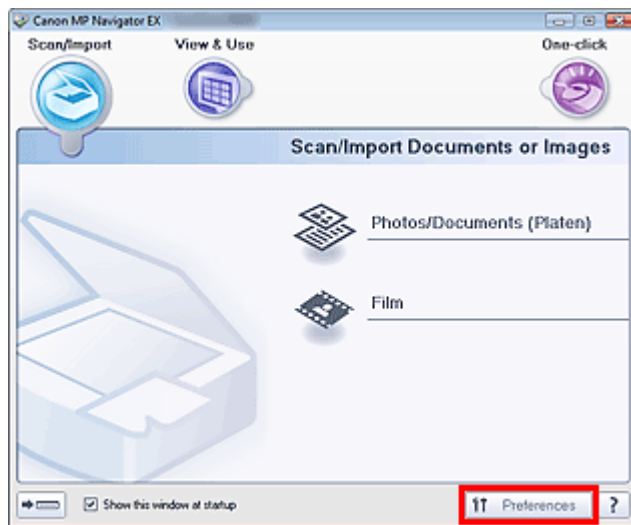 Canon MP Navigator EX
Scan/Import View & Use One-click
Scan/Import Documents or Images
Photos/Documents (Platen)
Film
Show this window at startup Preferences ?